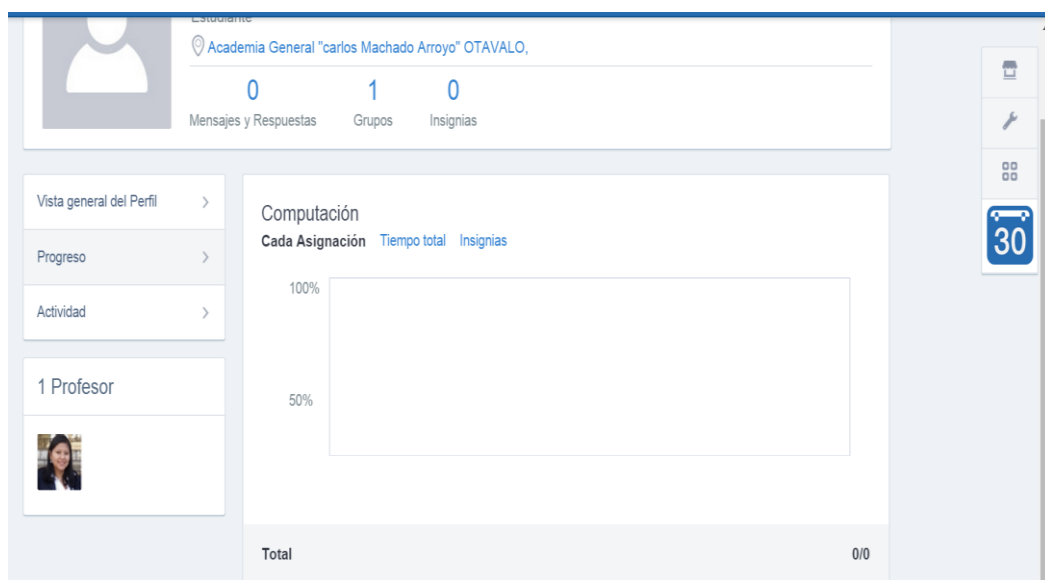 Estudiante
Academia General "carlos Machado Arroyo" OTAVALO,
0 1 0
Mensajes y Respuestas Grupos Insignias
Vista general del Perfil
Progreso
Actividad
1 Profesor
Computación
Cada Asignación Tiempo total Insignias
100%
50%
Total 0/0
30